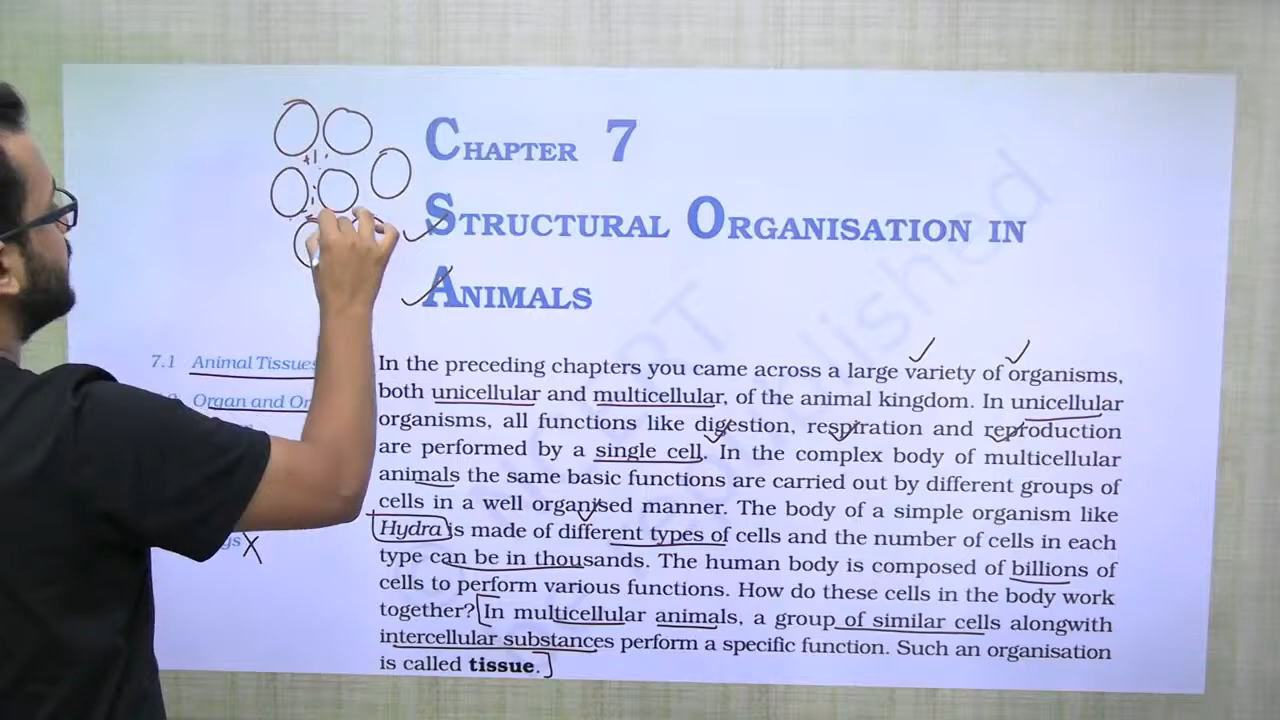 CHAPTER 7
STRUCTURAL ORGANISATION IN
ANIMALS
7.1 Animal Tissues
Organ and Or
In the preceding chapters you came across a large variety of organisms,
both unicellular and multicellular, of the animal kingdom. In unicellular
organisms, all functions like digestion, respiration and reproduction
are performed by a single cell. In the complex body of multicellular
animals the same basic functions are carried out by different groups of
cells in a well organised manner. The body of a simple organism like
Hydra is made of different types of cells and the number of cells in each
type can be in thousands. The human body is composed of billions of
cells to perform various functions. How do these cells in the body work
together? In multicellular animals, a group of similar cells alongwith
intercellular substances perform a specific function. Such an organisation
is called tissue.